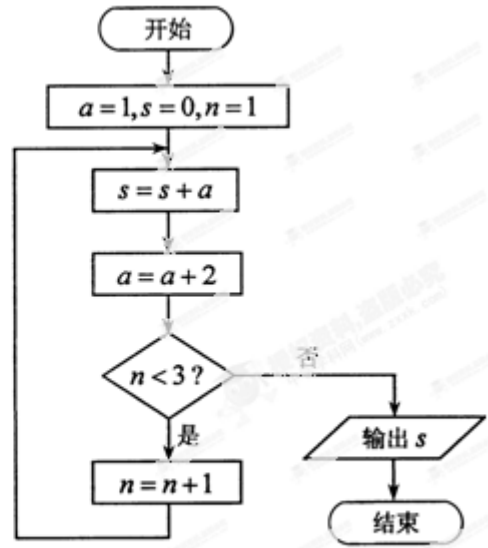 开始
a=1,s=0,n=1
s=s+a
a=a+2
n<3?
否
是
输出 s
n=n+1
结束